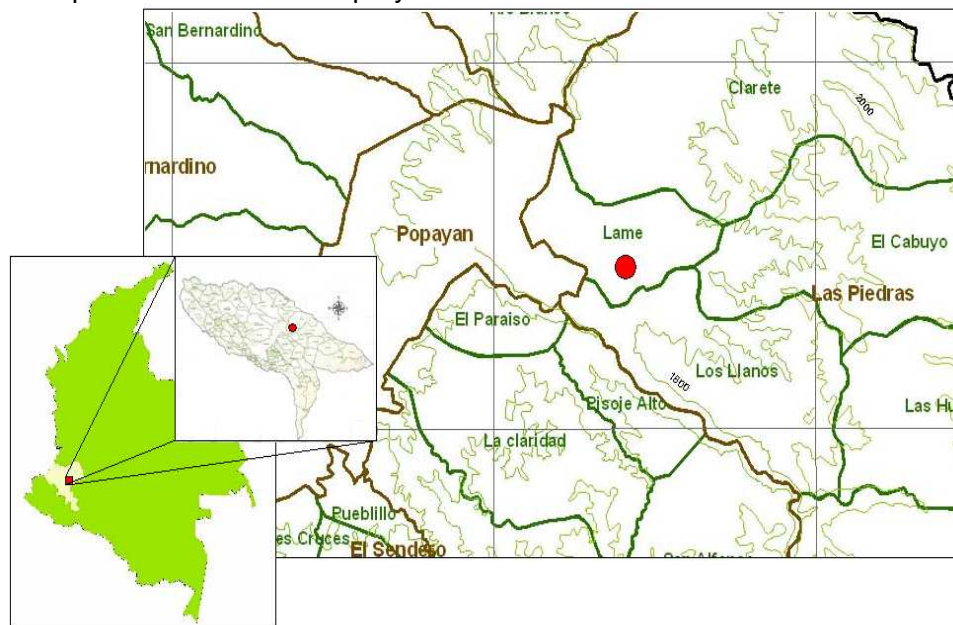 San Bernardino
Clarete
2000
Popayan
Lame
El Cabuyo
Las Piedras
El Paraiso
Los Llanos
1800
Pisoje Alto
Las
La claridad
Pueblillo
es Cruces
El Sendero
rnardino